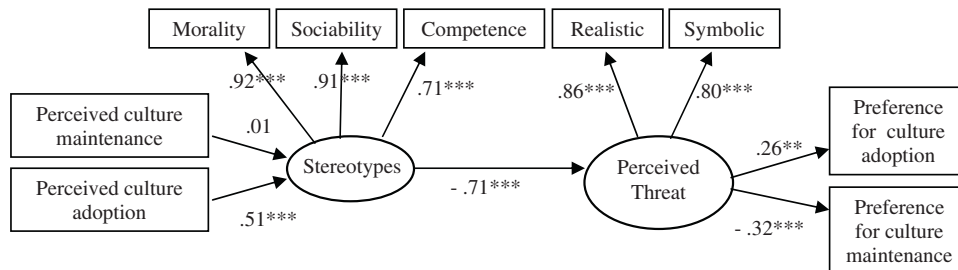 Morality
Sociability
Competence
Realistic
Symbolic
.92***
.91***
.71***
.86***
.80***
Perceived culture
maintenance
.01
Perceived culture
adoption
.51***
Stereotypes
- .71***
Perceived
Threat
.26**
- .32***
Preference
for culture
adoption
Preference
for culture
maintenance